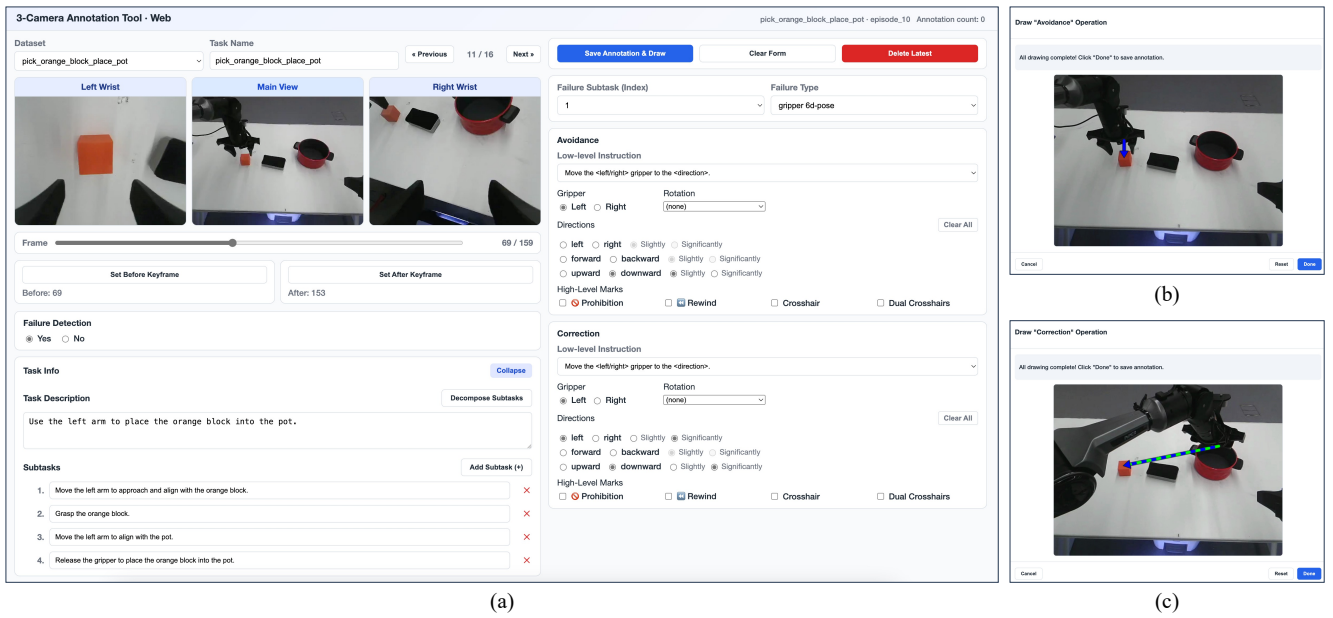 3-Camera Annotation Tool · Web
pick_orange_block_place_pot · episode_10 Annotation count: 0
Dataset
Task Name
pick_orange_block_place_pot
pick_orange_block_place_pot
« Previous
11 / 16
Next »
Left Wrist
Main View
Right Wrist
Frame
69 / 159
Set Before Keyframe
Before: 69
Set After Keyframe
After: 153
Failure Detection
Yes No
Task Info
Collapse
Task Description
Decompose Subtasks
Use the left arm to place the orange block into the pot.
Subtasks
Add Subtask (+)
1. Move the left arm to approach and align with the orange block.
2. Grasp the orange block.
3. Move the left arm to align with the pot.
4. Release the gripper to place the orange block into the pot.
Save Annotation & Draw
Clear Form
Delete Latest
Failure Subtask (Index)
Failure Type
1
gripper 6d-pose
Avoidance
Low-level Instruction
Move the <left/right> gripper to the <direction>.
Gripper
Rotation
Left Right
(none)
Directions
Clear All
left right Slightly Significantly
forward backward Slightly Significantly
upward downward Slightly Significantly
High-Level Marks
🚫 Prohibition ⏪ Rewind Crosshair Dual Crosshairs
Correction
Low-level Instruction
Move the <left/right> gripper to the <direction>.
Gripper
Rotation
Left Right
(none)
Directions
Clear All
left right Slightly Significantly
forward backward Slightly Significantly
upward downward Slightly Significantly
High-Level Marks
🚫 Prohibition ⏪ Rewind Crosshair Dual Crosshairs
(a)
Draw "Avoidance" Operation
All drawing complete! Click "Done" to save annotation.
Cancel
Reset
Done
(b)
Draw "Correction" Operation
All drawing complete! Click "Done" to save annotation.
Cancel
Reset
Done
(c)